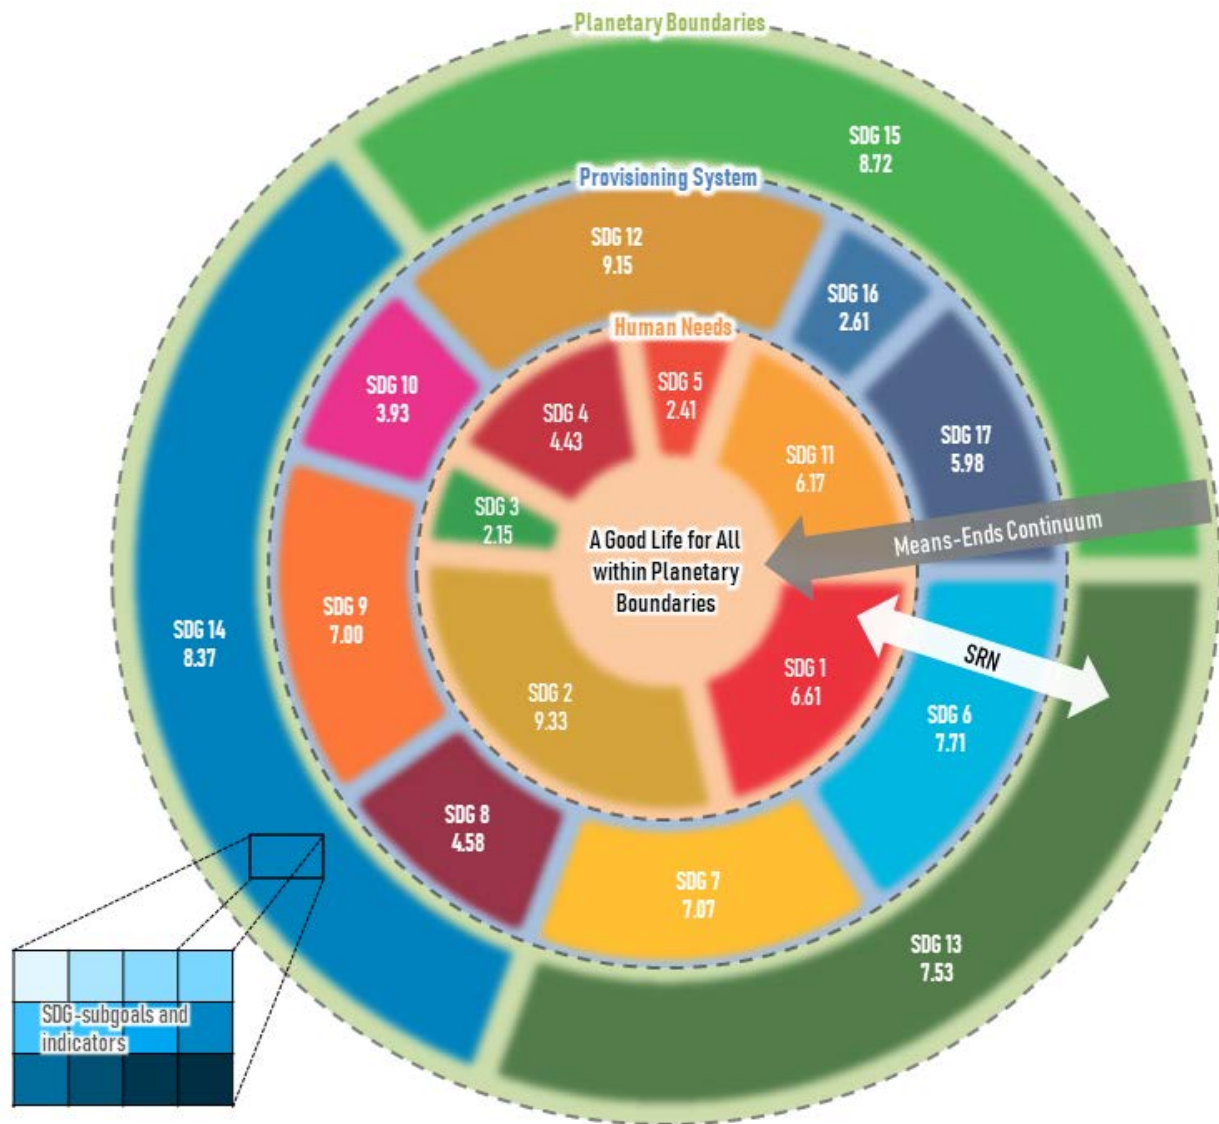 Planetary Boundaries
SDG 15
8.72
Provisioning System
SDG 12
9.15
SDG 16
2.61
Human Needs
SDG 10
3.93
SDG 4
4.43
SDG 5
2.41
SDG 11
6.17
SDG 17
5.98
SDG 3
2.15
A Good Life for All
within Planetary
Boundaries
Means-Ends Continuum
SDG 9
7.00
SDG 14
8.37
SDG 2
9.33
SDG 1
6.61
SRN
SDG 6
7.71
SDG 8
4.58
SDG 7
7.07
SDG 13
7.53
SDG-subgoals and
indicators